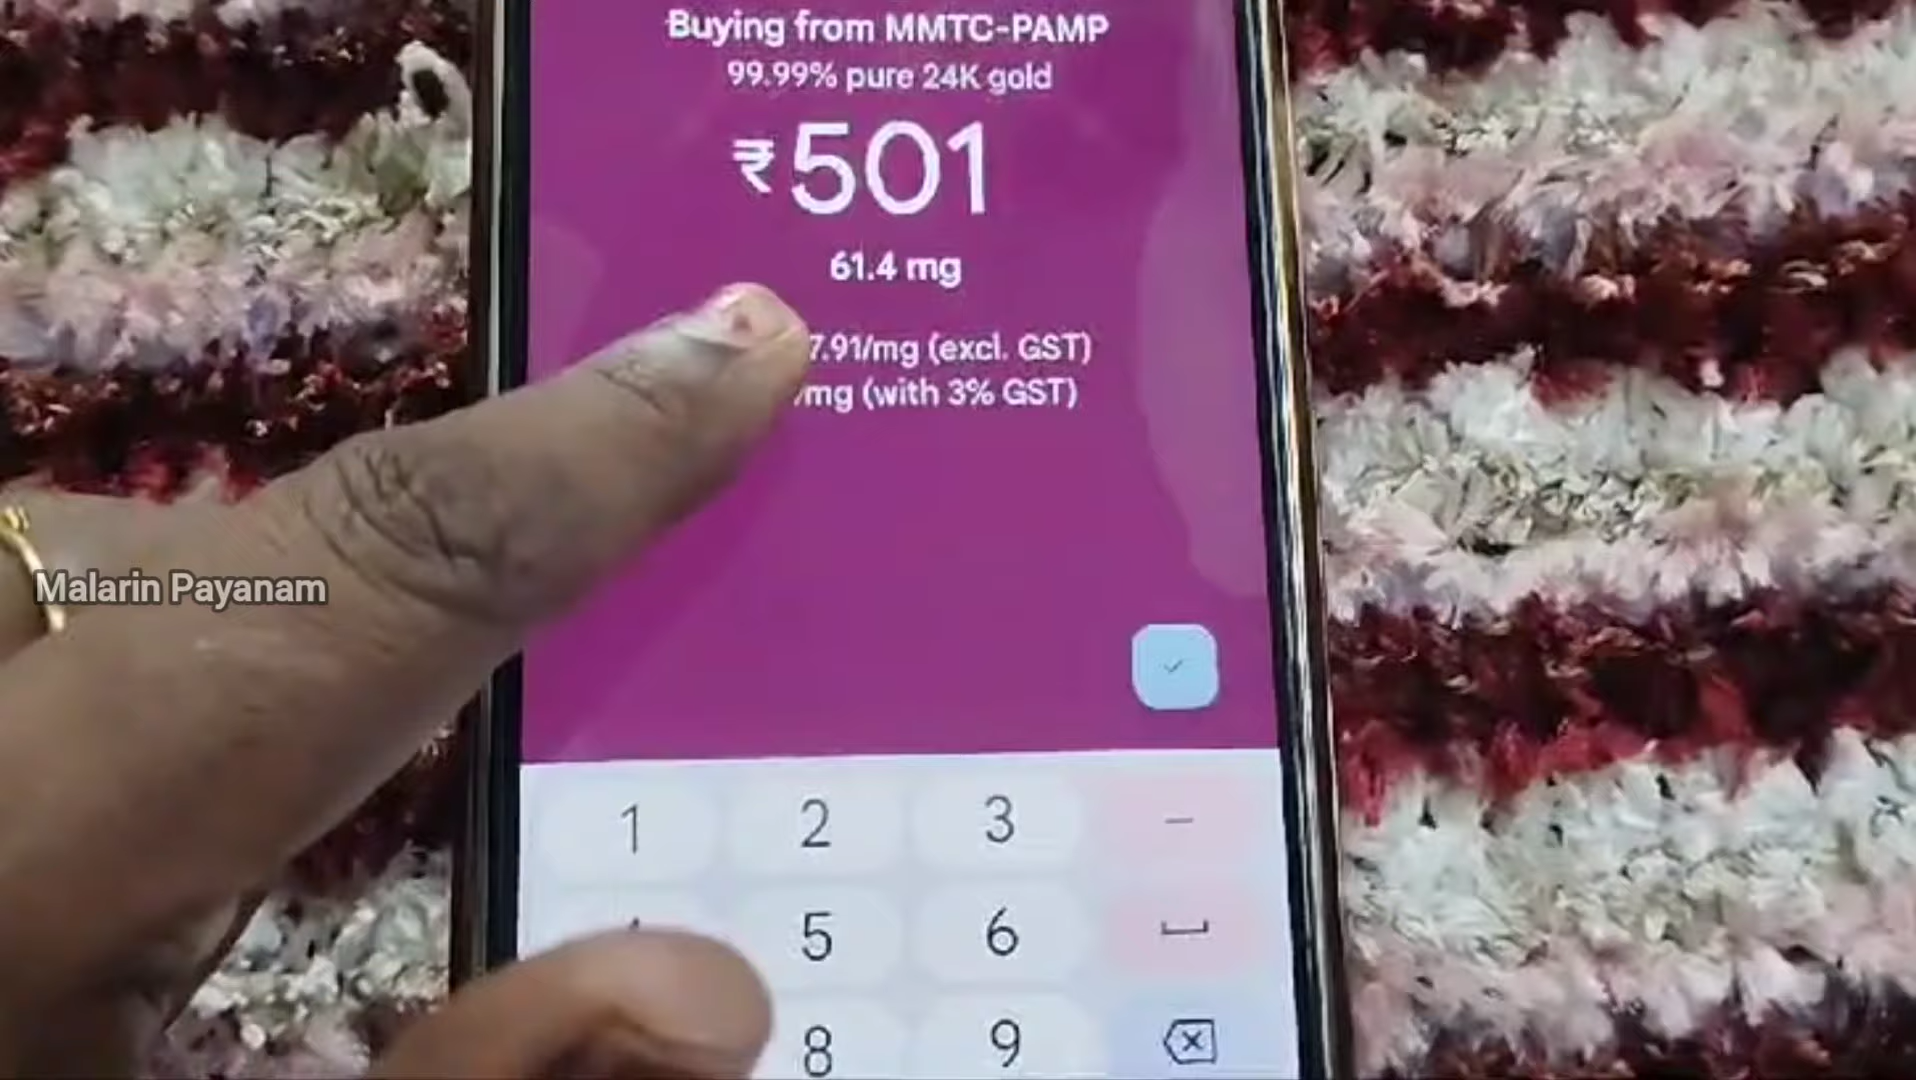 Buying from MMTC-PAMP
99.99% pure 24K gold
₹501
61.4 mg
7.91/mg (excl. GST)
/mg (with 3% GST)
Malarin Payanam
1 2 3 –
5 6
8 9